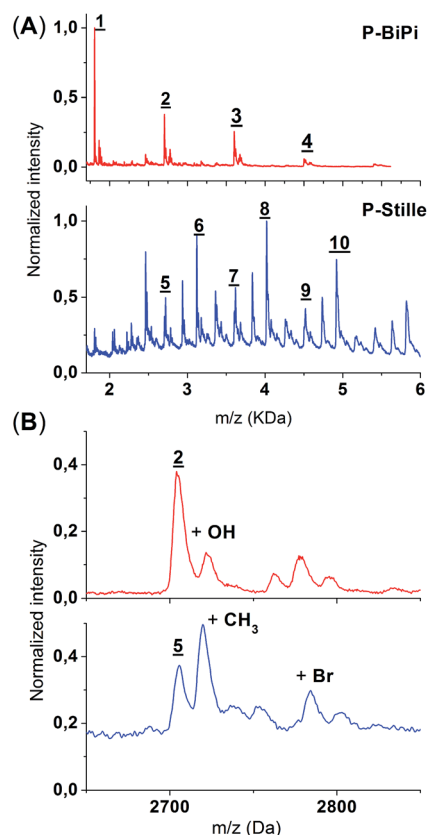 (A)
P-BiPi
1
2
3
4
1,0
0,5
0,0
Normalized intensity
P-Stille
5
6
7
8
9
10
1,0
0,5
0,0
2 3 4 5 6
m/z (KDa)
(B)
2
+ OH
0,4
0,2
0,0
Normalized intensity
5
+ CH3
+ Br
0,4
0,2
0,0
2700 2800
m/z (Da)